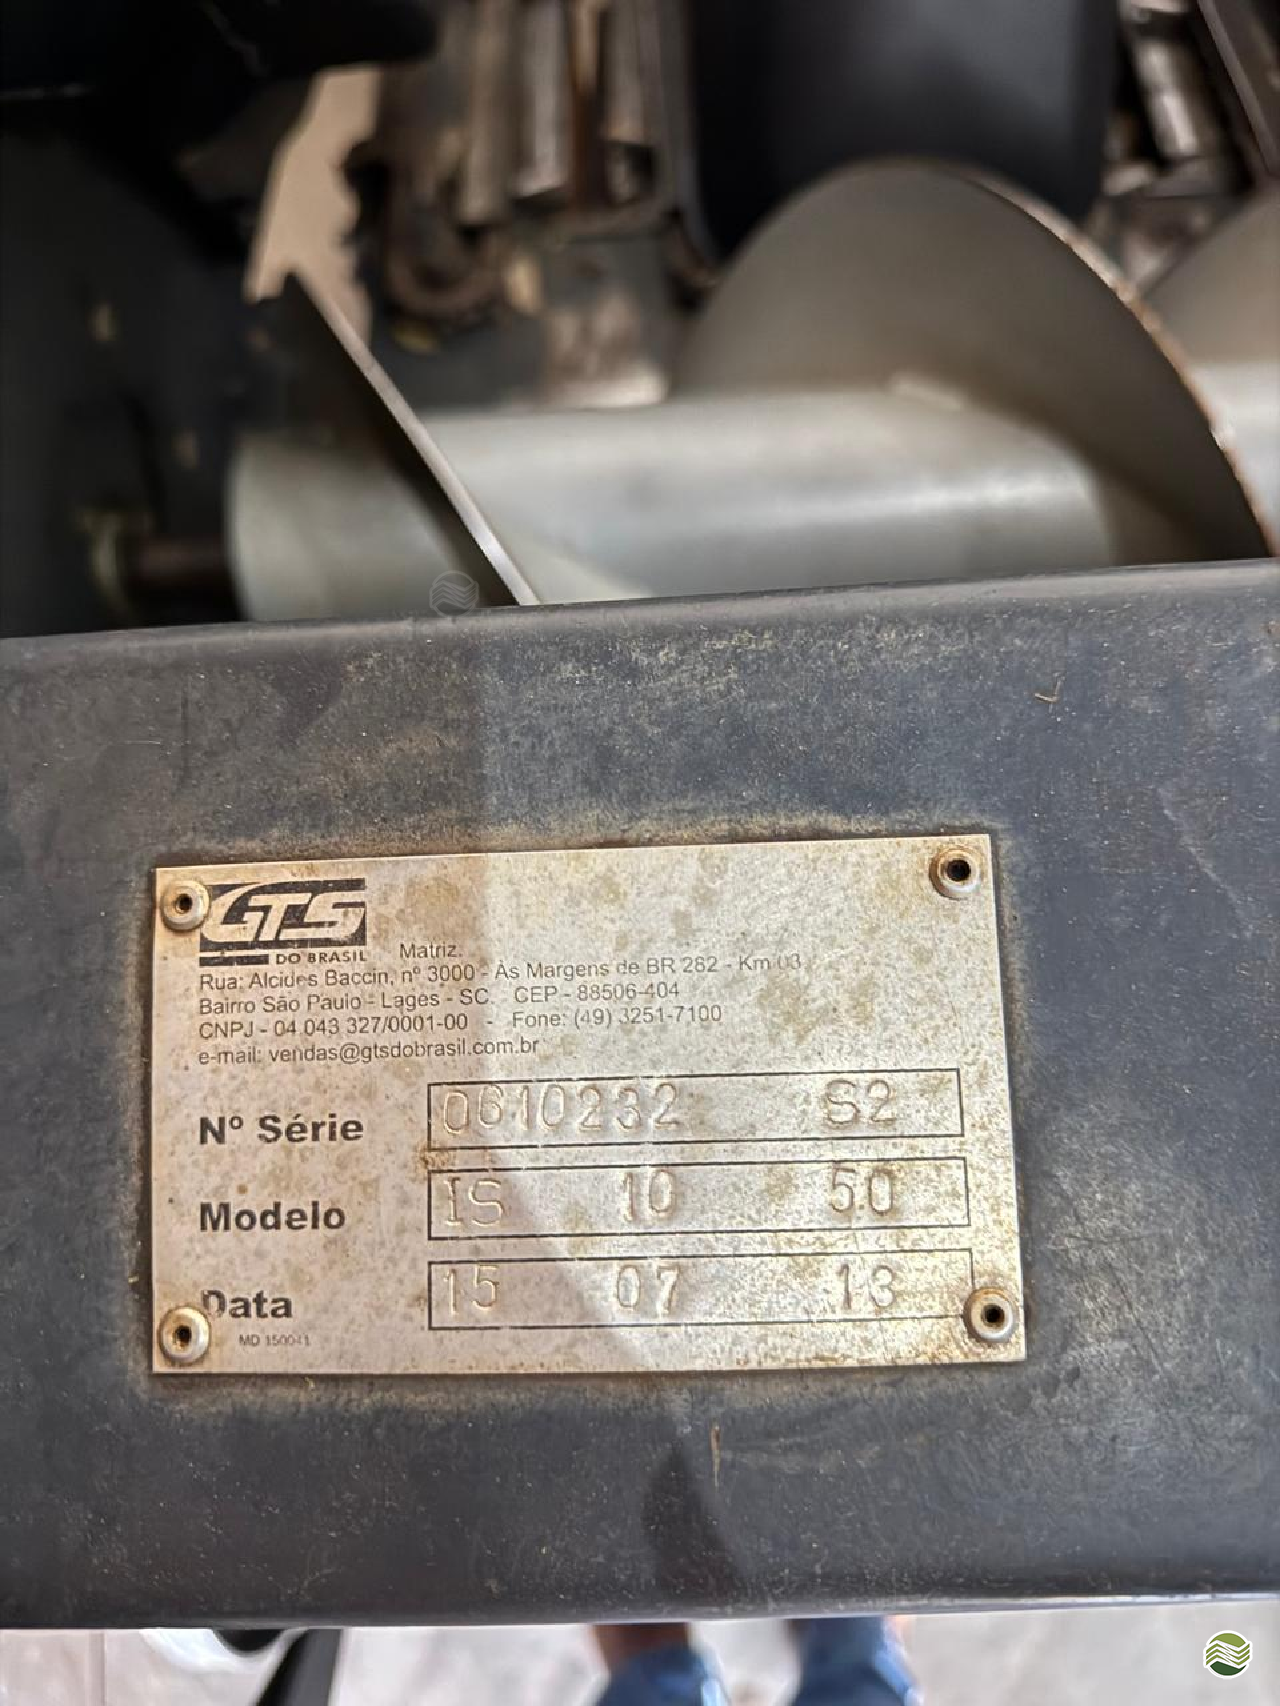 GTS
DO BRASIL Matriz.
Rua: Alcides Baccin, nº 3000 - Às Margens de BR 282 - Km 03
Bairro São Paulo - Lages - SC. CEP - 88506-404
CNPJ - 04 043 327/0001-00 - Fone: (49) 3251-7100
e-mail: vendas@gtsdobrasil.com.br
Nº Série 0610232 S2
Modelo IS 10 50
Data 15 07 13
MD 150041